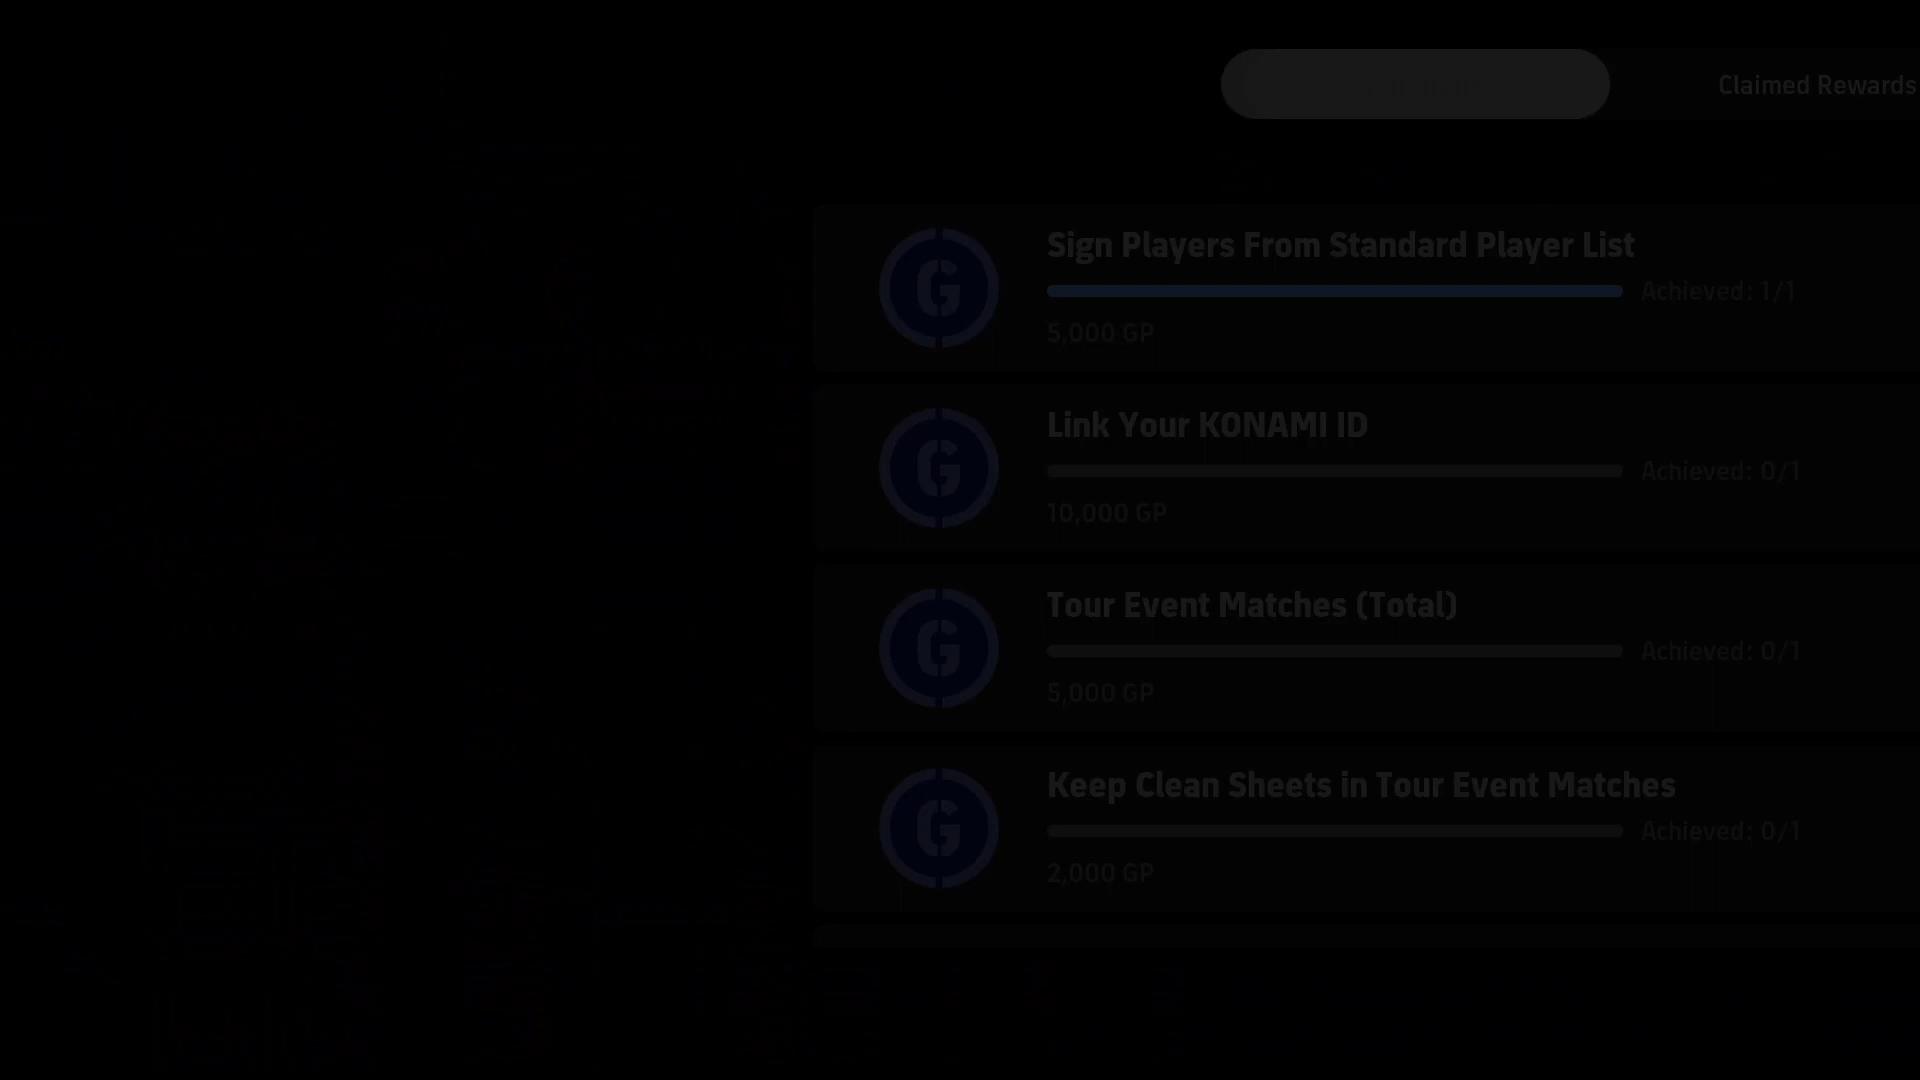 Claimed Rewards
Sign Players From Standard Player List
Achieved: 1/1
5,000 GP
Link Your KONAMI ID
Achieved: 0/1
10,000 GP
Tour Event Matches (Total)
Achieved: 0/1
5,000 GP
Keep Clean Sheets in Tour Event Matches
Achieved: 0/1
2,000 GP